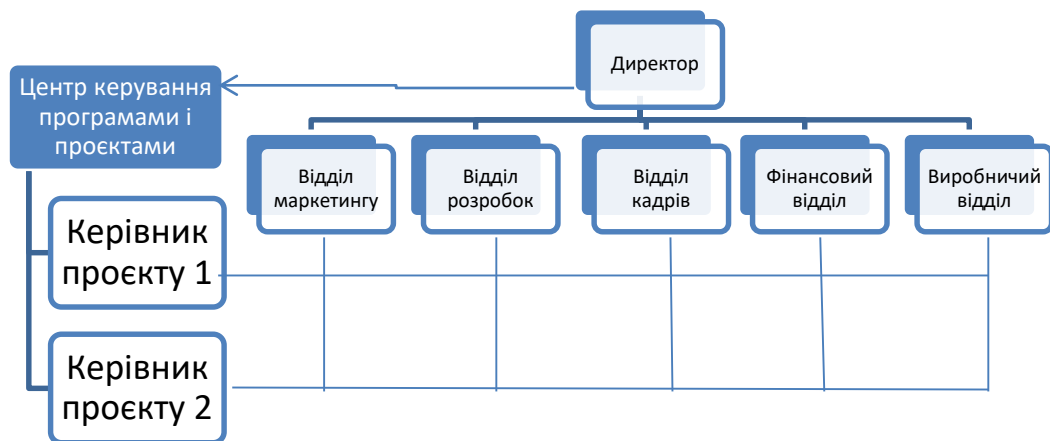 Директор
Центр керування
програмами і
проєктами
Відділ
маркетингу
Відділ
розробок
Відділ
кадрів
Фінансовий
відділ
Виробничий
відділ
Керівник
проєкту 1
Керівник
проєкту 2